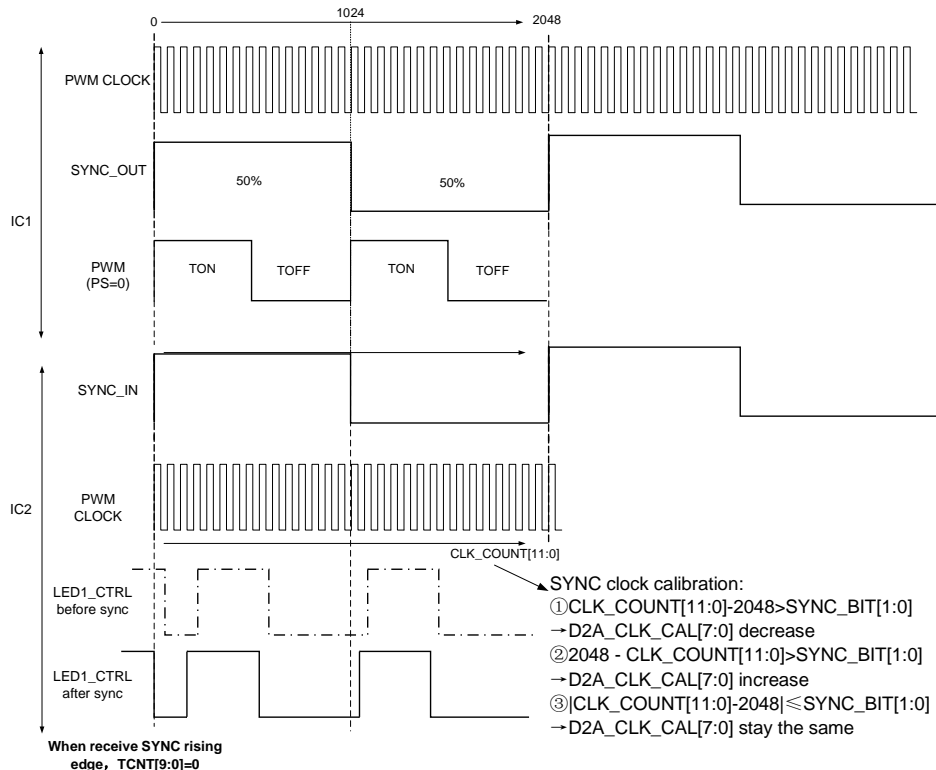 0
1024
2048
PWM CLOCK
SYNC_OUT
50%
50%
IC1
PWM
(PS=0)
TON
TOFF
TON
TOFF
SYNC_IN
IC2
PWM
CLOCK
CLK_COUNT[11:0]
LED1_CTRL
before sync
LED1_CTRL
after sync
SYNC clock calibration:
①CLK_COUNT[11:0]-2048>SYNC_BIT[1:0]
→D2A_CLK_CAL[7:0] decrease
②2048 - CLK_COUNT[11:0]>SYNC_BIT[1:0]
→D2A_CLK_CAL[7:0] increase
③|CLK_COUNT[11:0]-2048|≤SYNC_BIT[1:0]
→D2A_CLK_CAL[7:0] stay the same
When receive SYNC rising
edge，TCNT[9:0]=0